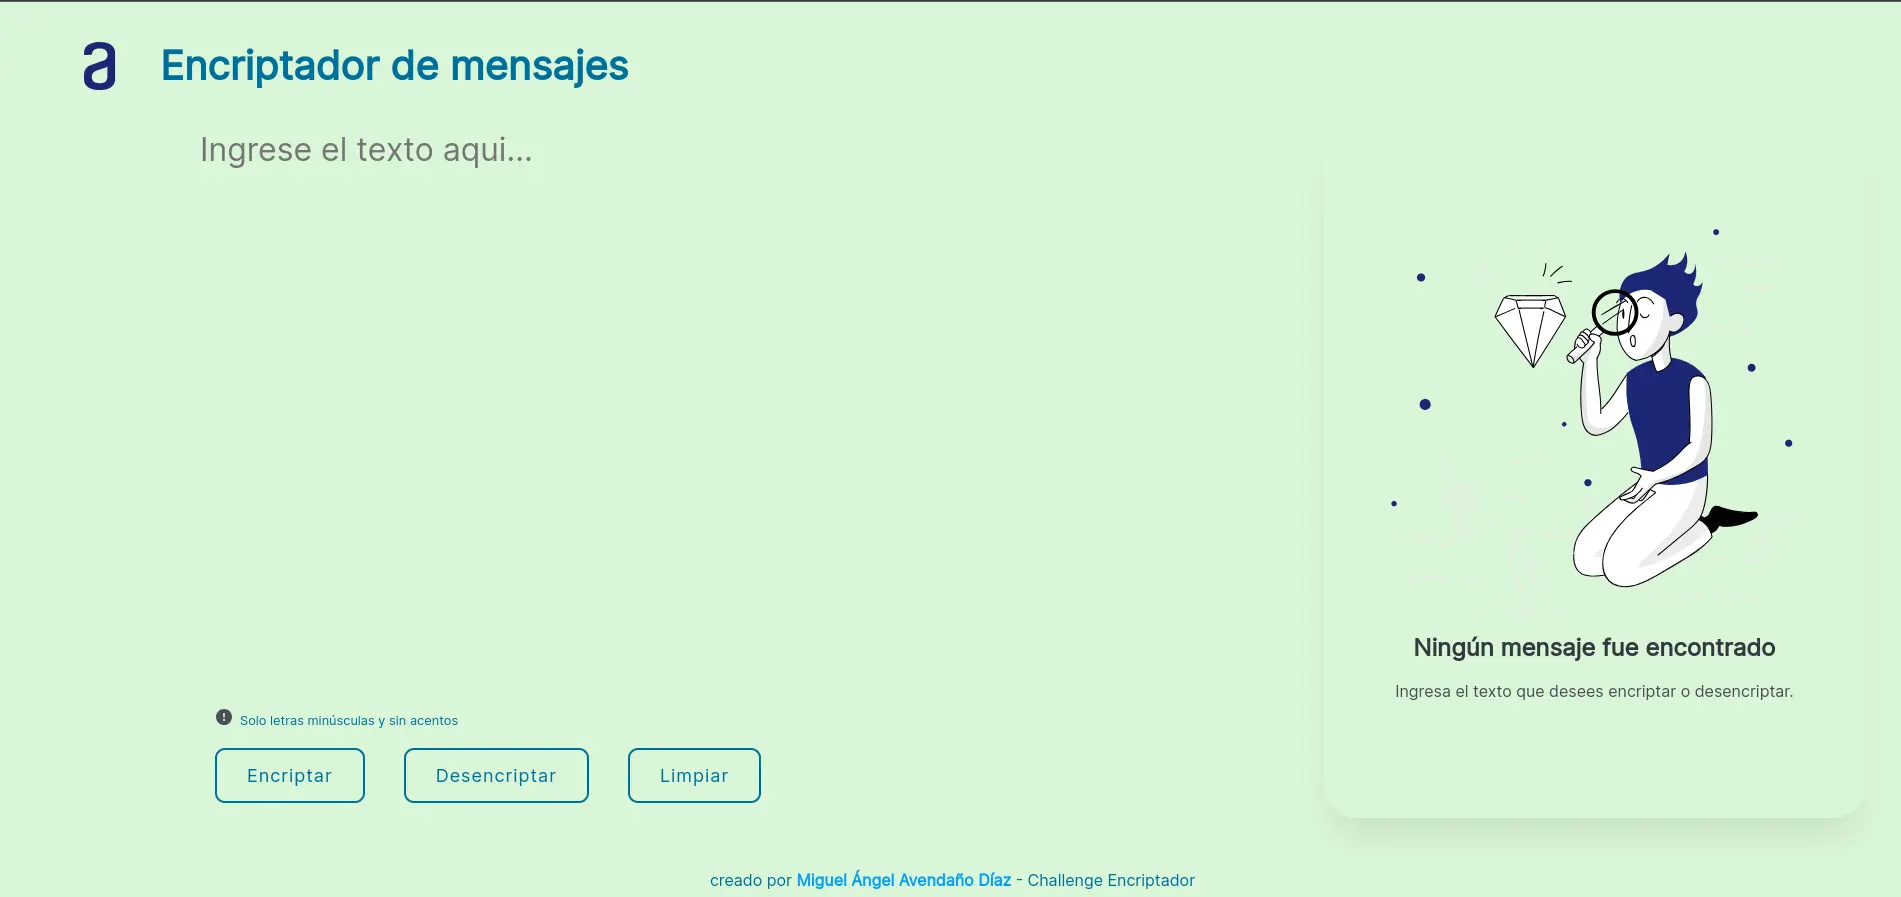 a
Encriptador de mensajes
Ingrese el texto aqui...
Ningún mensaje fue encontrado
Ingresa el texto que desees encriptar o desencriptar.
Solo letras minúsculas y sin acentos
Encriptar
Desencriptar
Limpiar
creado por Miguel Ángel Avendaño Díaz - Challenge Encriptador